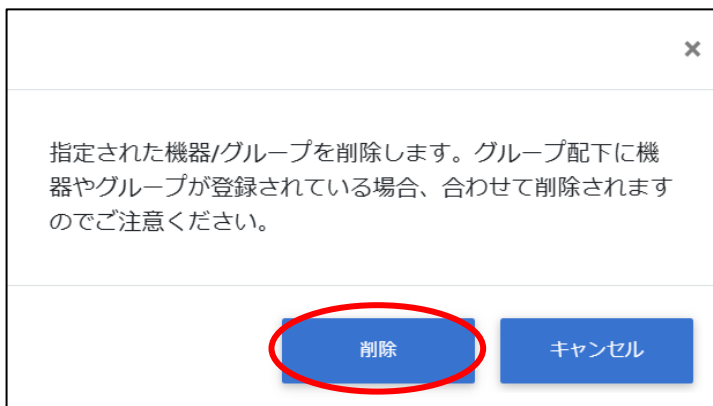 ×
指定された機器/グループを削除します。グループ配下に機
器やグループが登録されている場合、合わせて削除されます
のでご注意ください。
削除 キャンセル